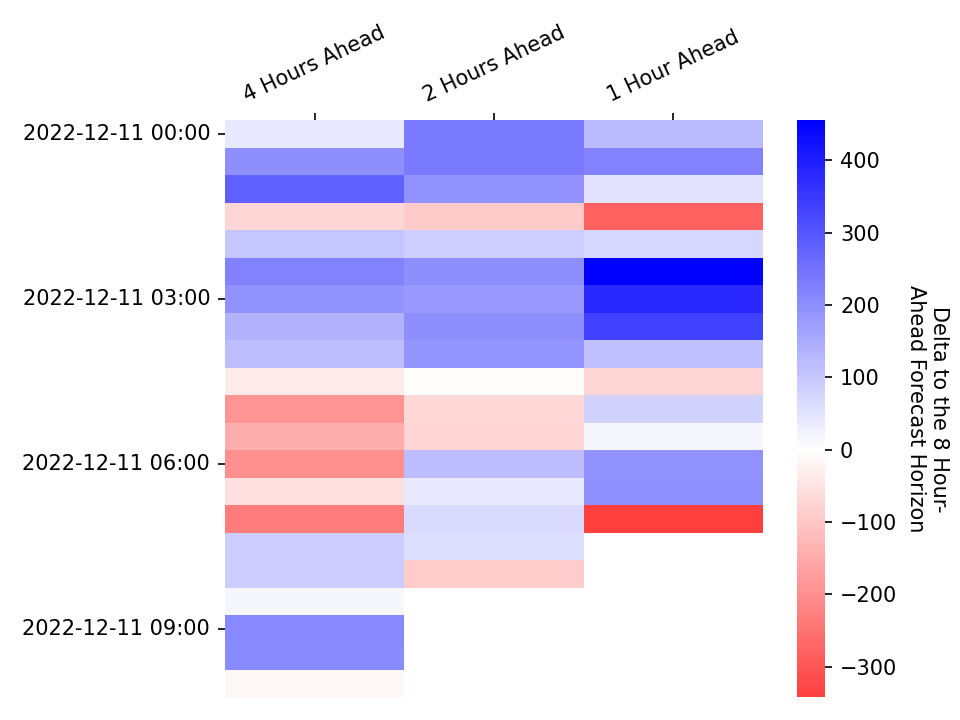 4 Hours Ahead
2 Hours Ahead
1 Hour Ahead
2022-12-11 00:00
2022-12-11 03:00
2022-12-11 06:00
2022-12-11 09:00
400
300
200
100
0
−100
−200
−300
Delta to the 8 Hour-
Ahead Forecast Horizon